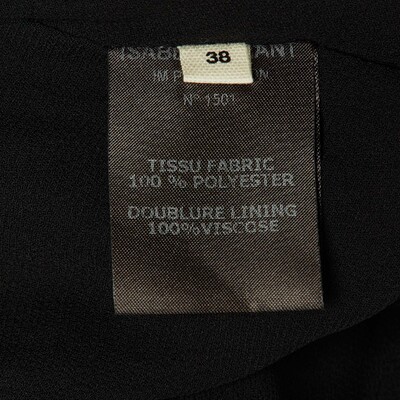 38
N° 1501
TISSU FABRIC
100 % POLYESTER
DOUBLURE LINING
100%VISCOSE